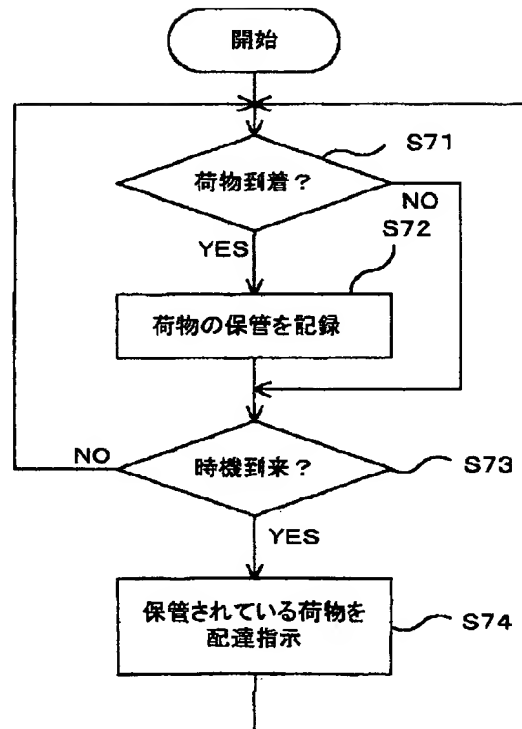 開始
S71
荷物到着?
NO
S72
YES
荷物の保管を記録
時機到来?
NO
S73
YES
保管されている荷物を
配達指示
S74